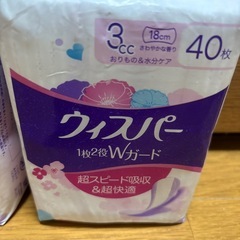 3cc
18cm
さわやかな香り
40枚
おりもの&水分ケア
ウィスパー
1枚2役Wガード
超スピード吸収
&超快適